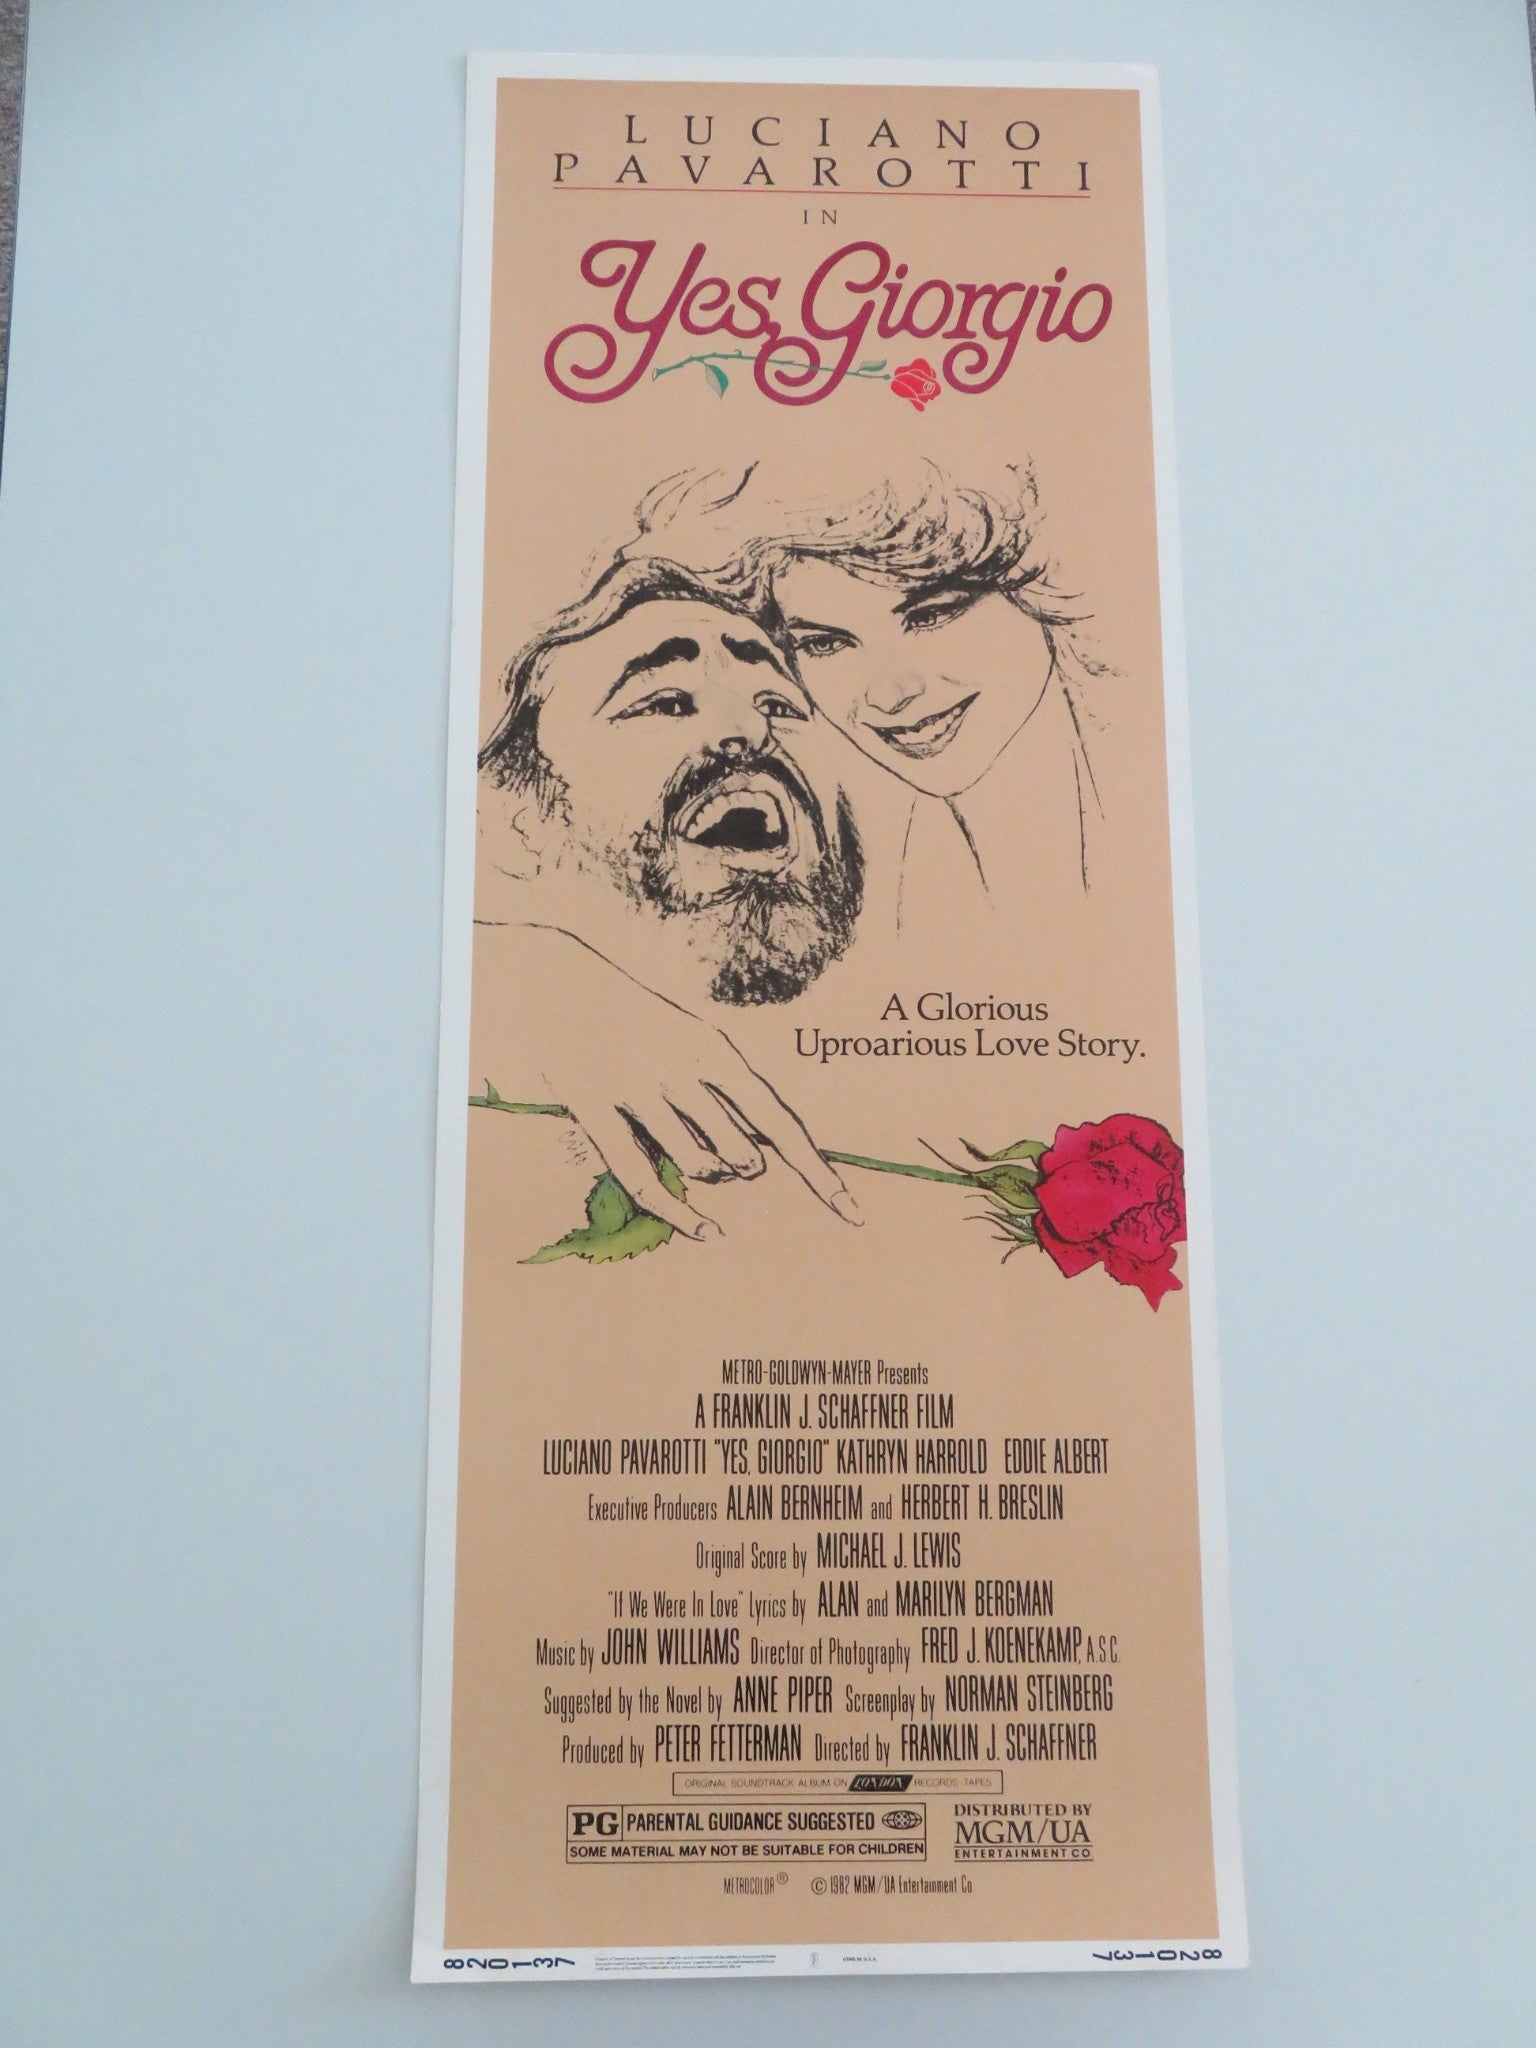 LUCIANO
PAVAROTTI
IN
Yes, Giorgio
A Glorious
Uproarious Love Story.
METRO-GOLDWYN-MAYER Presents
A FRANKLIN J. SCHAFFNER FILM
LUCIANO PAVAROTTI "YES, GIORGIO" KATHRYN HARROLD EDDIE ALBERT
Executive Producers ALAIN BERNHEIM and HERBERT H. BRESLIN
Original Score by MICHAEL J. LEWIS
"If We Were In Love" Lyrics by ALAN and MARILYN BERGMAN
Music by JOHN WILLIAMS Director of Photography FRED J. KOENEKAMP, A.S.C.
Suggested by the Novel by ANNE PIPER Screenplay by NORMAN STEINBERG
Produced by PETER FETTERMAN Directed by FRANKLIN J. SCHAFFNER
ORIGINAL SOUNDTRACK ALBUM ON LONDON RECORDS TAPES
PG PARENTAL GUIDANCE SUGGESTED
SOME MATERIAL MAY NOT BE SUITABLE FOR CHILDREN
DISTRIBUTED BY
MGM/UA
ENTERTAINMENT CO.
METROCOLOR® © 1982 MGM/UA Entertainment Co
820137
820137